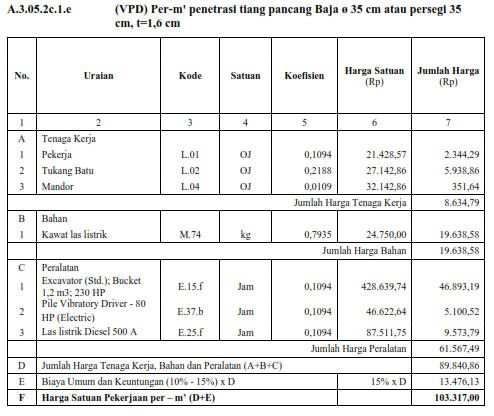 A.3.05.2c.1.e (VPD) Per-m' penetrasi tiang pancang Baja ø 35 cm atau persegi 35
cm, t=1,6 cm
No. Uraian Kode Satuan Koefisien Harga Satuan (Rp) Jumlah Harga (Rp)
1 2 3 4 5 6 7
A Tenaga Kerja
1 Pekerja L.01 OJ 0,1094 21.428,57 2.344,29
2 Tukang Batu L.02 OJ 0,2188 27.142,86 5.938,86
3 Mandor L.04 OJ 0,0109 32.142,86 351,64
Jumlah Harga Tenaga Kerja 8.634,79
B Bahan
1 Kawat las listrik M.74 kg 0,7935 24.750,00 19.638,58
Jumlah Harga Bahan 19.638,58
C Peralatan
1 Excavator (Std.); Bucket 1,2 m3; 230 HP E.15.f Jam 0,1094 428.639,74 46.893,19
2 Pile Vibratory Driver - 80 HP (Electric) E.37.b Jam 0,1094 46.622,64 5.100,52
3 Las listrik Diesel 500 A E.25.f Jam 0,1094 87.511,75 9.573,79
Jumlah Harga Peralatan 61.567,49
D Jumlah Harga Tenaga Kerja, Bahan dan Peralatan (A+B+C) 89.840,86
E Biaya Umum dan Keuntungan (10% - 15%) x D 15% x D 13.476,13
F Harga Satuan Pekerjaan per – m' (D+E) 103.317,00